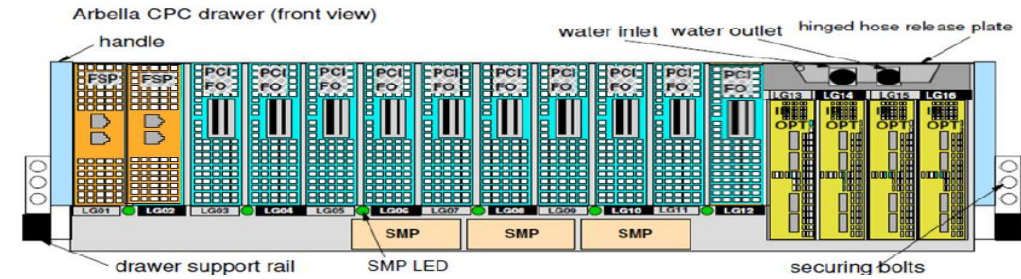 Arbella CPC drawer (front view)
handle
water inlet water outlet hinged hose release plate
FSP FSP PCI PCI PCI PCI PCI PCI PCI PCI PCI PCI
FO FO FO FO FO FO FO FO FO FO
LG13 LG14 LG15 LG16
OPT OPT OPT OPT
LG01 LG02 LG03 LG04 LG05 LG06 LG07 LG08 LG09 LG10 LG11 LG12
SMP SMP SMP
drawer support rail SMP LED securing bolts